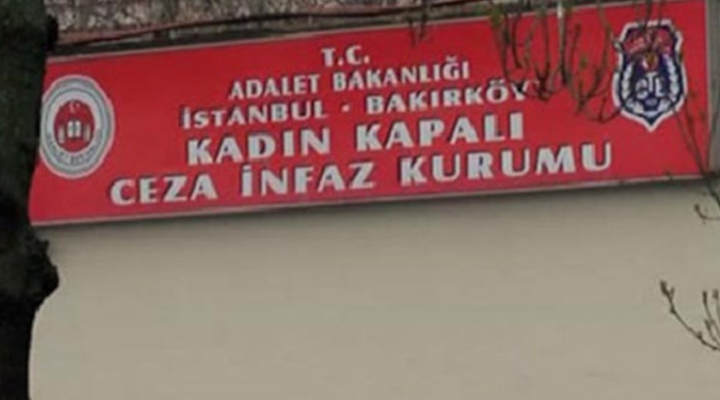 T.C.
ADALET BAKANLIĞI
İSTANBUL - BAKIRKÖY
KADIN KAPALI
CEZA İNFAZ KURUMU